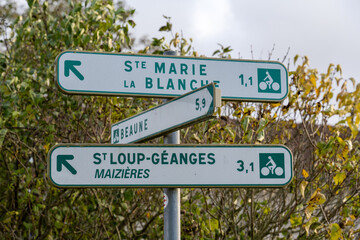 STE MARIE
LA BLANCHE 1,1
5,9
BEAUNE
ST LOUP-GÉANGES
MAIZIÈRES 3,1